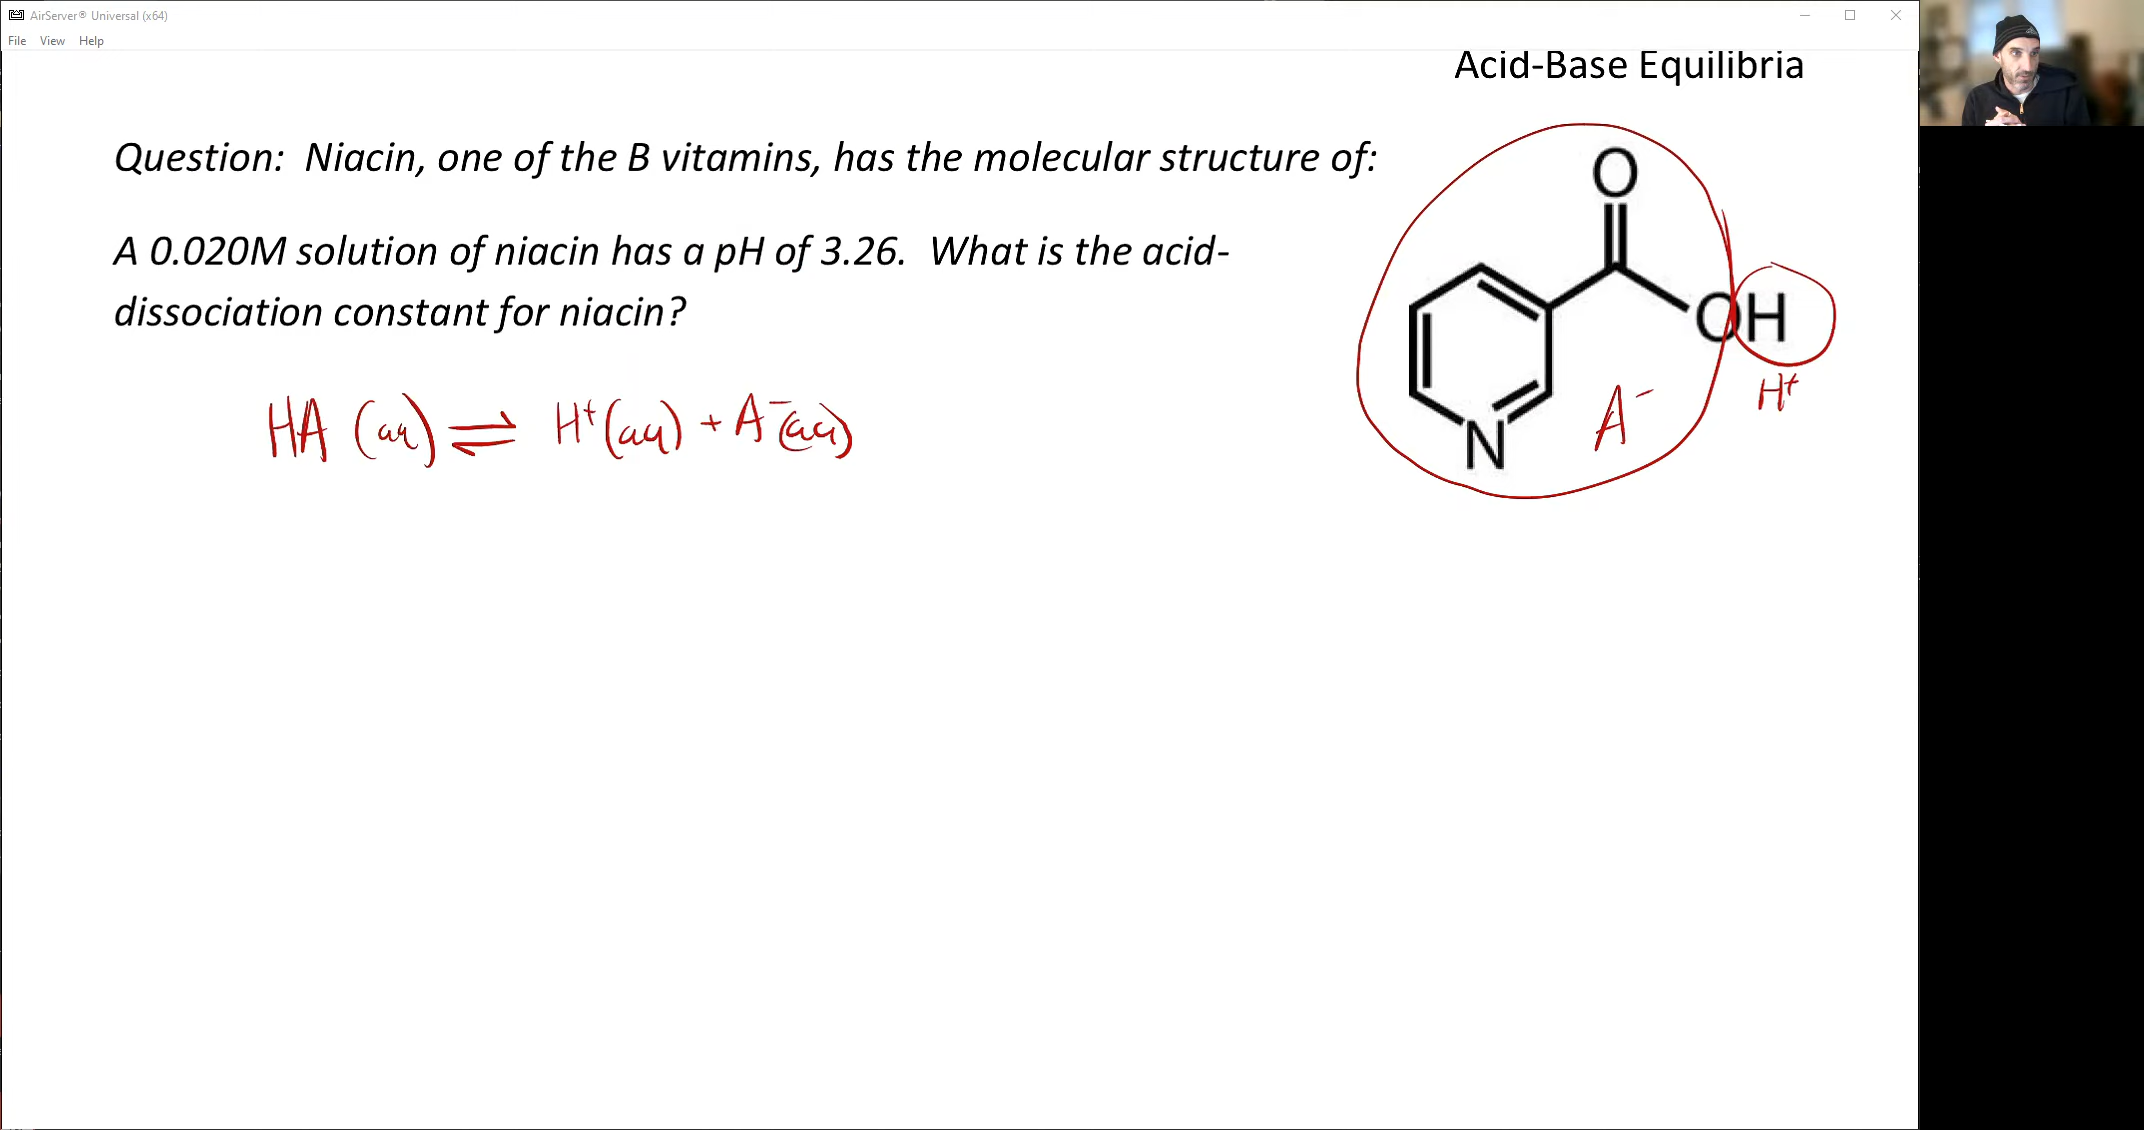 AirServer® Universal (x64)
File View Help
Acid-Base Equilibria
Question: Niacin, one of the B vitamins, has the molecular structure of:
A 0.020M solution of niacin has a pH of 3.26. What is the acid-
dissociation constant for niacin?
O
OH
N
A⁻
H⁺
HA (aq) ⇌ H⁺(aq) + A⁻(aq)